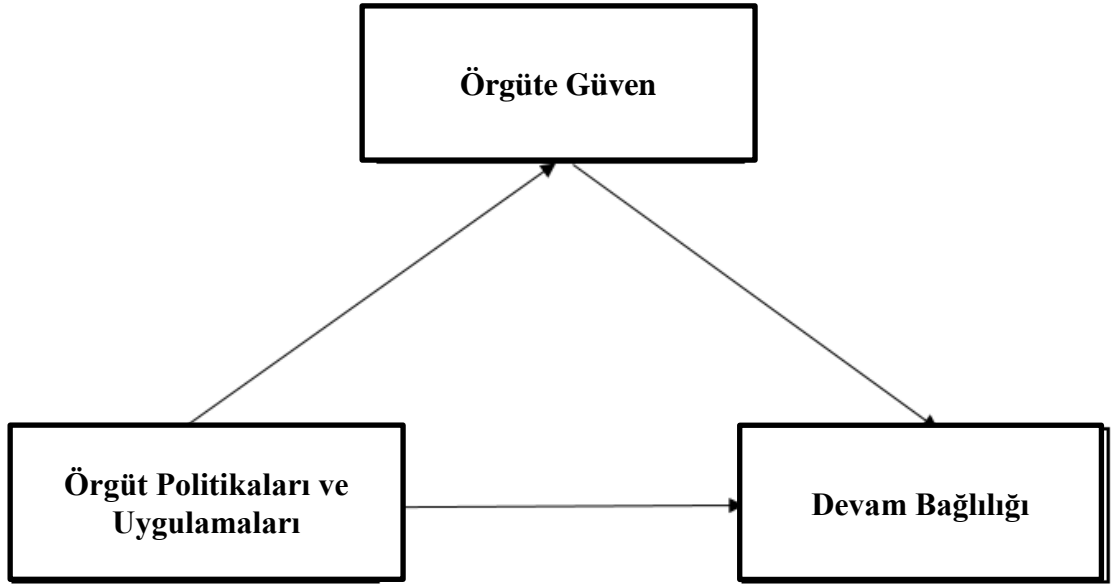 Örgüte Güven
Örgüt Politikaları ve
Uygulamaları
Devam Bağlılığı